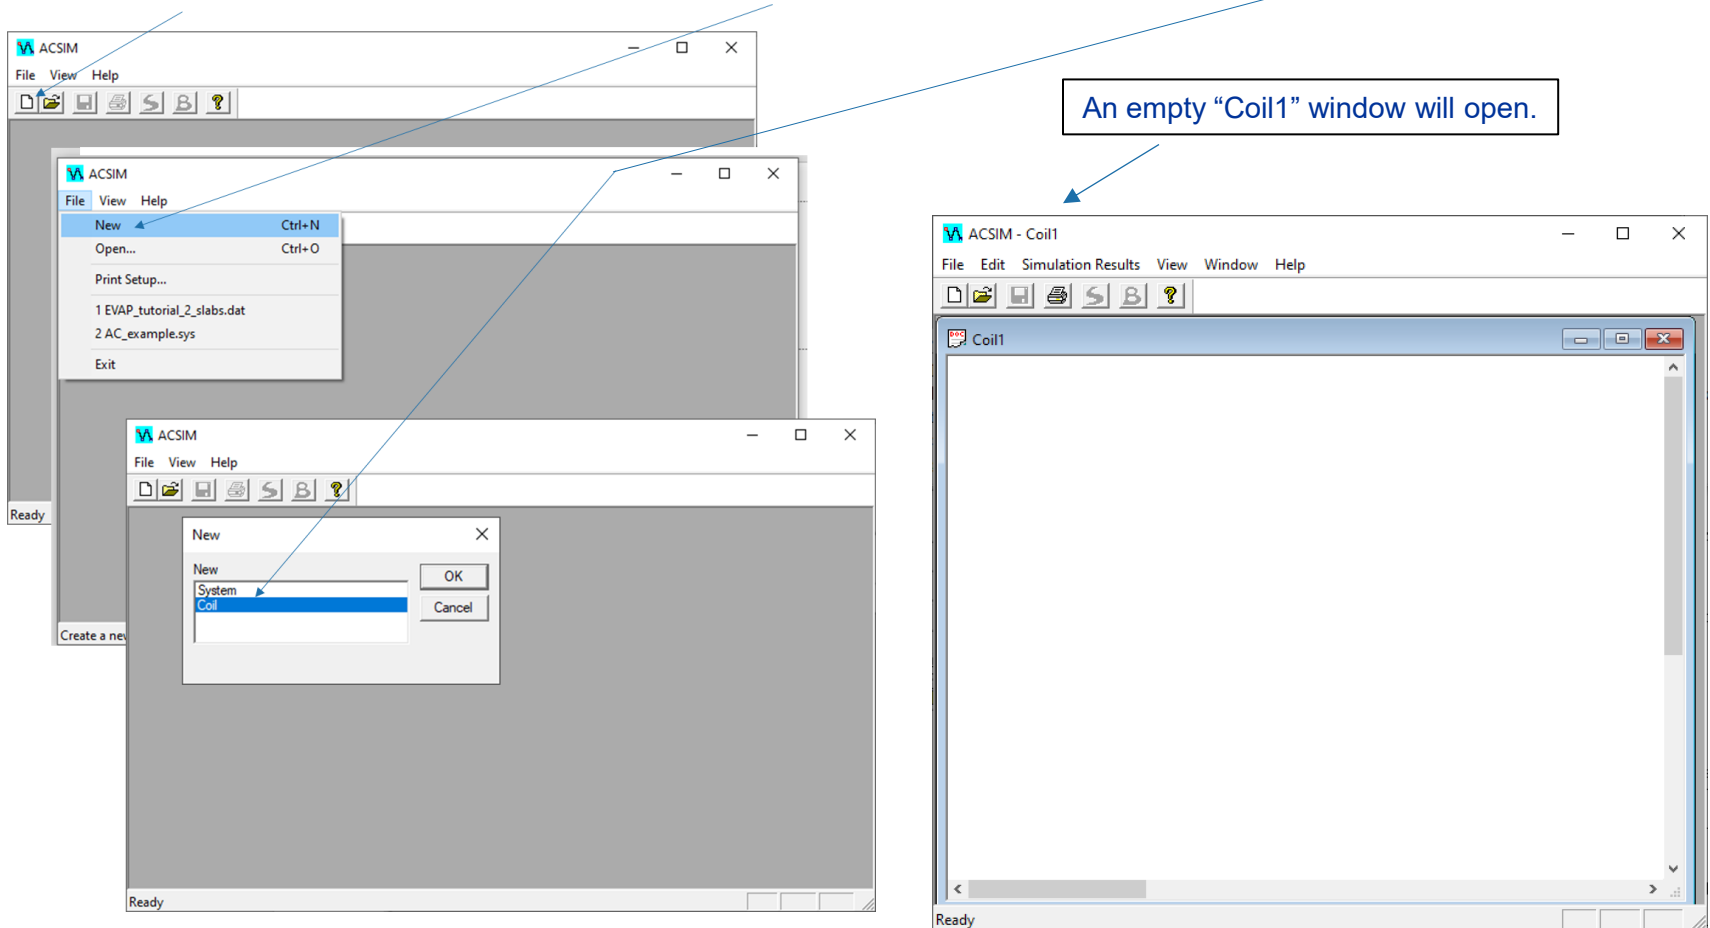 ACSIM
File View Help
Ready
ACSIM
File View Help
New Ctrl+N
Open... Ctrl+O
Print Setup...
1 EVAP_tutorial_2_slabs.dat
2 AC_example.sys
Exit
Create a new
ACSIM
File View Help
New
New
System
Coil
OK
Cancel
Ready
An empty “Coil1” window will open.
ACSIM - Coil1
File Edit Simulation Results View Window Help
Coil1
Ready